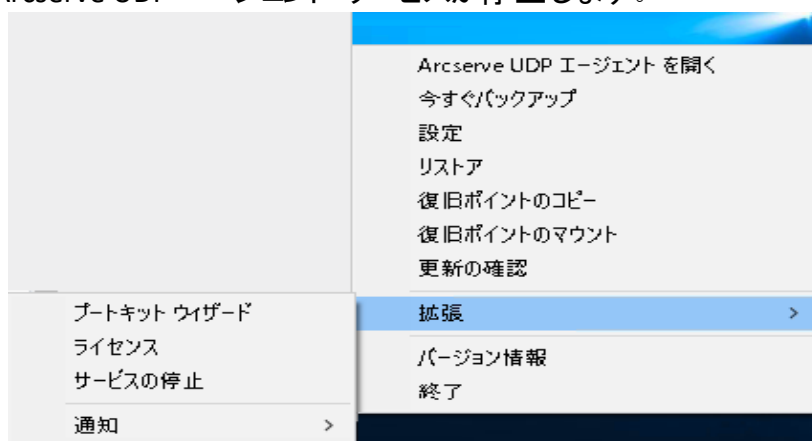 Arcserve UDP エージェント を開く
今すぐバックアップ
設定
リストア
復旧ポイントのコピー
復旧ポイントのマウント
更新の確認
拡張
バージョン情報
終了
ブートキット ウィザード
ライセンス
サービスの停止
通知